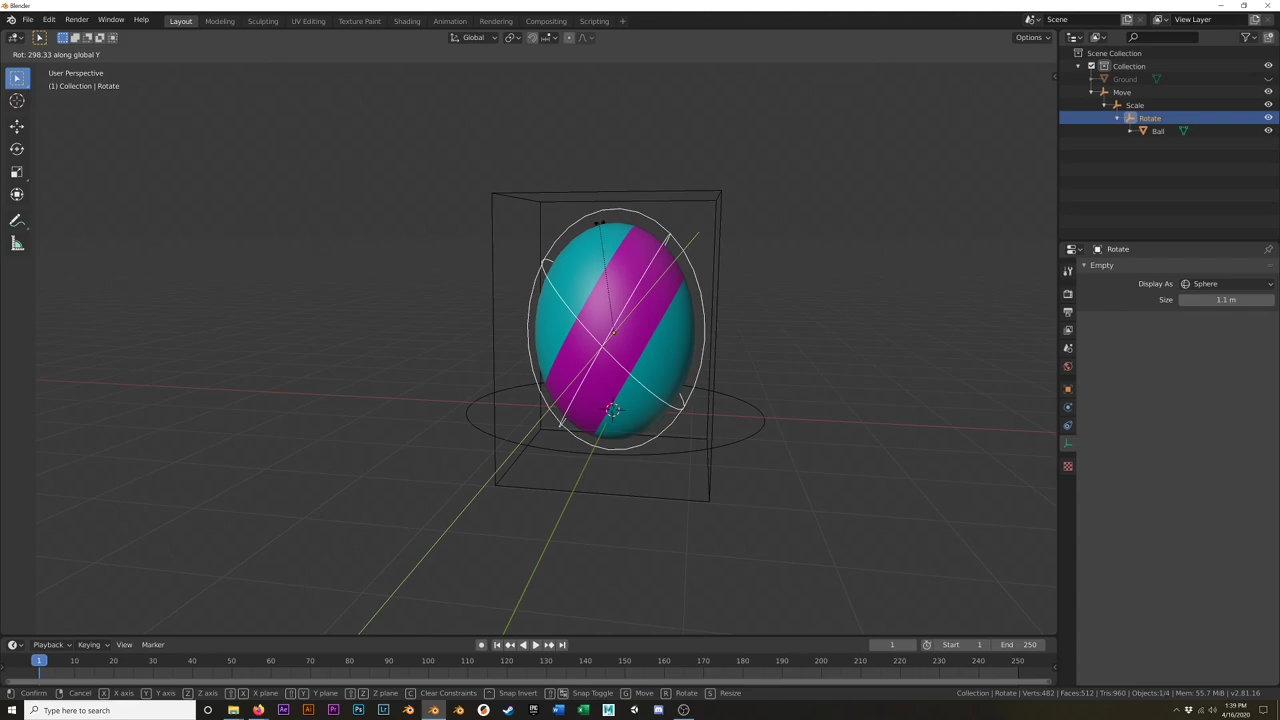 Blender
File Edit Render Window Help Layout Modeling Sculpting UV Editing Texture Paint Shading Animation Rendering Compositing Scripting + Scene View Layer
Global Options
Rot: 298.33 along global Y
User Perspective
(1) Collection | Rotate
Scene Collection
Collection
Ground
Move
Scale
Rotate
Ball
Rotate
Empty
Display As Sphere
Size 1.1 m
Playback Keying View Marker 1 Start 1 End 250
1 10 20 30 40 50 60 70 80 90 100 110 120 130 140 150 160 170 180 190 200 210 220 230 240 250
Confirm Cancel X X axis Y Y axis Z Z axis X X plane Y Y plane Z Z plane C Clear Constraints Snap Invert Snap Toggle G Move R Rotate S Resize Collection | Rotate | Verts:482 | Faces:512 | Tris:960 | Objects:1/4 | Mem: 55.7 MiB | v2.81.16
Type here to search
1:39 PM
4/16/2020